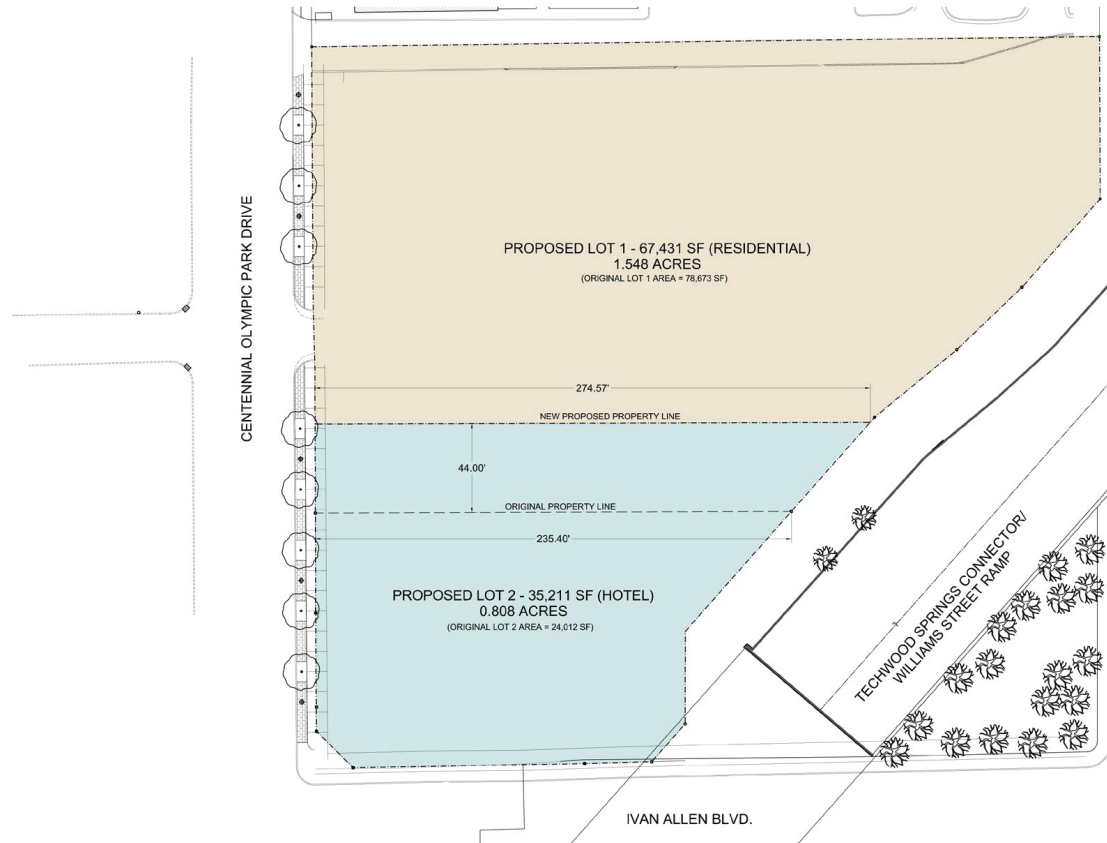 CENTENNIAL OLYMPIC PARK DRIVE
PROPOSED LOT 1 - 67,431 SF (RESIDENTIAL)
1.548 ACRES
(ORIGINAL LOT 1 AREA = 78,673 SF)
274.57'
NEW PROPOSED PROPERTY LINE
44.00'
ORIGINAL PROPERTY LINE
235.40'
PROPOSED LOT 2 - 35,211 SF (HOTEL)
0.808 ACRES
(ORIGINAL LOT 2 AREA = 24,012 SF)
TECHWOOD SPRINGS CONNECTOR/
WILLIAMS STREET RAMP
IVAN ALLEN BLVD.